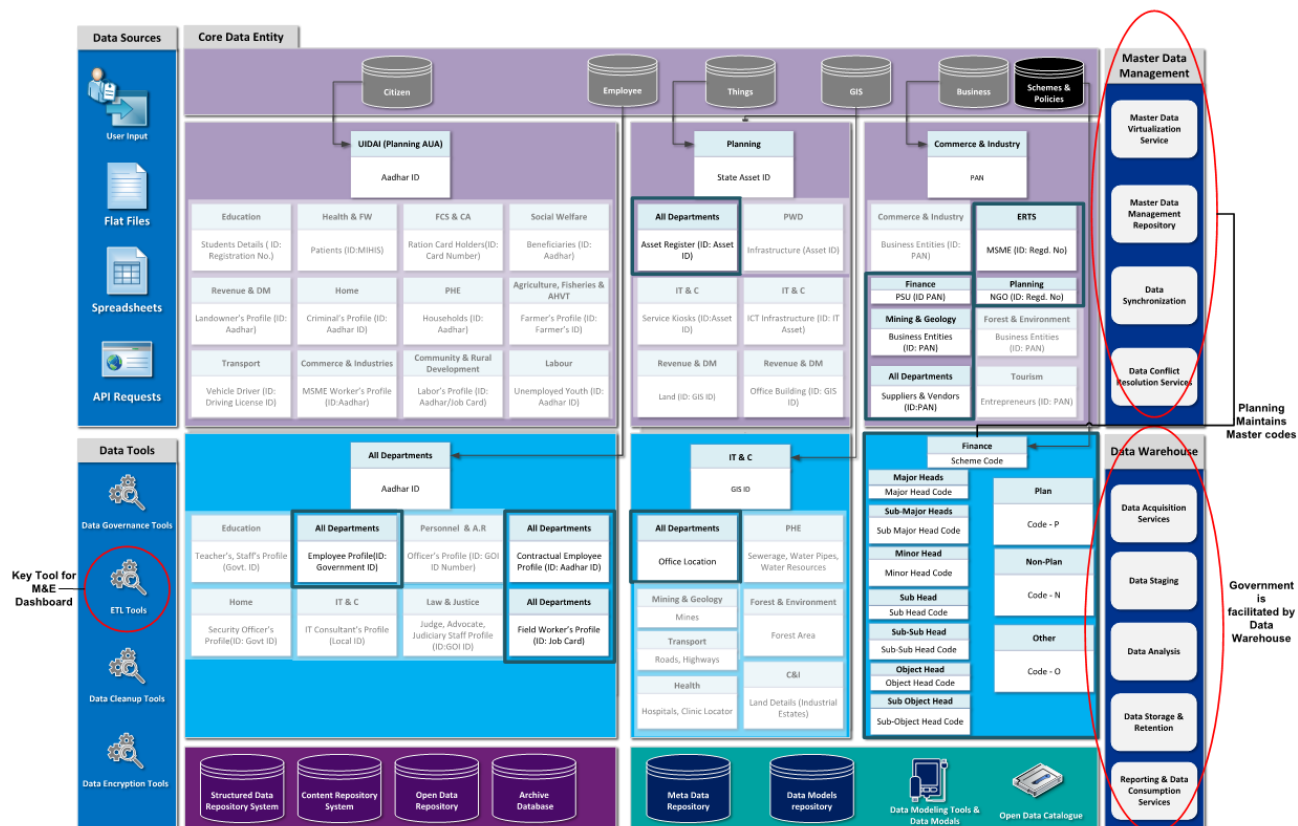 Data Sources
User Input
Flat Files
Spreadsheets
API Requests
Core Data Entity
Citizen
Employee
Things
GIS
Business
Schemes &
Policies
UIDAI (Planning AUA)
Aadhar ID
Education
Students Details ( ID:
Registration No.)
Health & FW
Patients (ID:MIHIS)
FCS & CA
Ration Card Holders(ID:
Card Number)
Social Welfare
Beneficiaries (ID:
Aadhar)
Revenue & DM
Landowner's Profile (ID:
Aadhar)
Home
Criminal's Profile (ID:
Aadhar ID)
PHE
Households (ID:
Aadhar)
Agriculture, Fisheries &
AHVT
Farmer's Profile (ID:
Farmer's ID)
Transport
Vehicle Driver (ID:
Driving License ID)
Commerce & Industries
MSME Worker's Profile
(ID:Aadhar)
Community & Rural
Development
Labor's Profile (ID:
Aadhar/Job Card)
Labour
Unemployed Youth (ID:
Aadhar ID)
Planning
State Asset ID
All Departments
Asset Register (ID: Asset
ID)
PWD
Infrastructure (Asset ID)
IT & C
Service Kiosks (ID:Asset
ID)
IT & C
ICT Infrastructure (ID: IT
Asset)
Revenue & DM
Land (ID: GIS ID)
Revenue & DM
Office Building (ID: GIS
ID)
Commerce & Industry
PAN
Commerce & Industry
Business Entities (ID:
PAN)
ERTS
MSME (ID: Regd. No)
Finance
PSU (ID PAN)
Planning
NGO (ID: Regd. No)
Mining & Geology
Business Entities
(ID: PAN)
Forest & Environment
Business Entities
(ID: PAN)
All Departments
Suppliers & Vendors
(ID:PAN)
Tourism
Entrepreneurs (ID: PAN)
Master Data
Management
Master Data
Virtualization
Service
Master Data
Management
Repository
Data
Synchronization
Data Conflict
Resolution Services
Planning
Maintains
Master codes
Data Tools
Data Governance Tools
ETL Tools
Data Cleanup Tools
Data Encryption Tools
Key Tool for
M&E
Dashboard
All Departments
Aadhar ID
Education
Teacher's, Staff's Profile
(Govt. ID)
All Departments
Employee Profile(ID:
Government ID)
Personnel & A.R
Officer's Profile (ID: GOI
ID Number)
All Departments
Contractual Employee
Profile (ID: Aadhar ID)
Home
Security Officer's
Profile(ID: Govt ID)
IT & C
IT Consultant's Profile
(Local ID)
Law & Justice
Judge, Advocate,
Judiciary Staff Profile
(ID:GOI ID)
All Departments
Field Worker's Profile
(ID: Job Card)
IT & C
GIS ID
All Departments
Office Location
PHE
Sewerage, Water Pipes,
Water Resources
Mining & Geology
Mines
Transport
Roads, Highways
Health
Hospitals, Clinic Locator
Forest & Environment
Forest Area
C&I
Land Details (Industrial
Estates)
Finance
Scheme Code
Major Heads
Major Head Code
Sub-Major Heads
Sub Major Head Code
Minor Head
Minor Head Code
Sub Head
Sub Head Code
Sub-Sub Head
Sub-Sub Head Code
Object Head
Object Head Code
Sub Object Head
Sub-Object Head Code
Plan
Code - P
Non-Plan
Code - N
Other
Code - O
Data Warehouse
Data Acquisition
Services
Data Staging
Data Analysis
Data Storage &
Retention
Reporting & Data
Consumption
Services
Government
is
facilitated by
Data
Warehouse
Structured Data
Repository System
Content Repository
System
Open Data
Repository
Archive
Database
Meta Data
Repository
Data Models
repository
Data Modeling Tools &
Data Modals
Open Data Catalogue